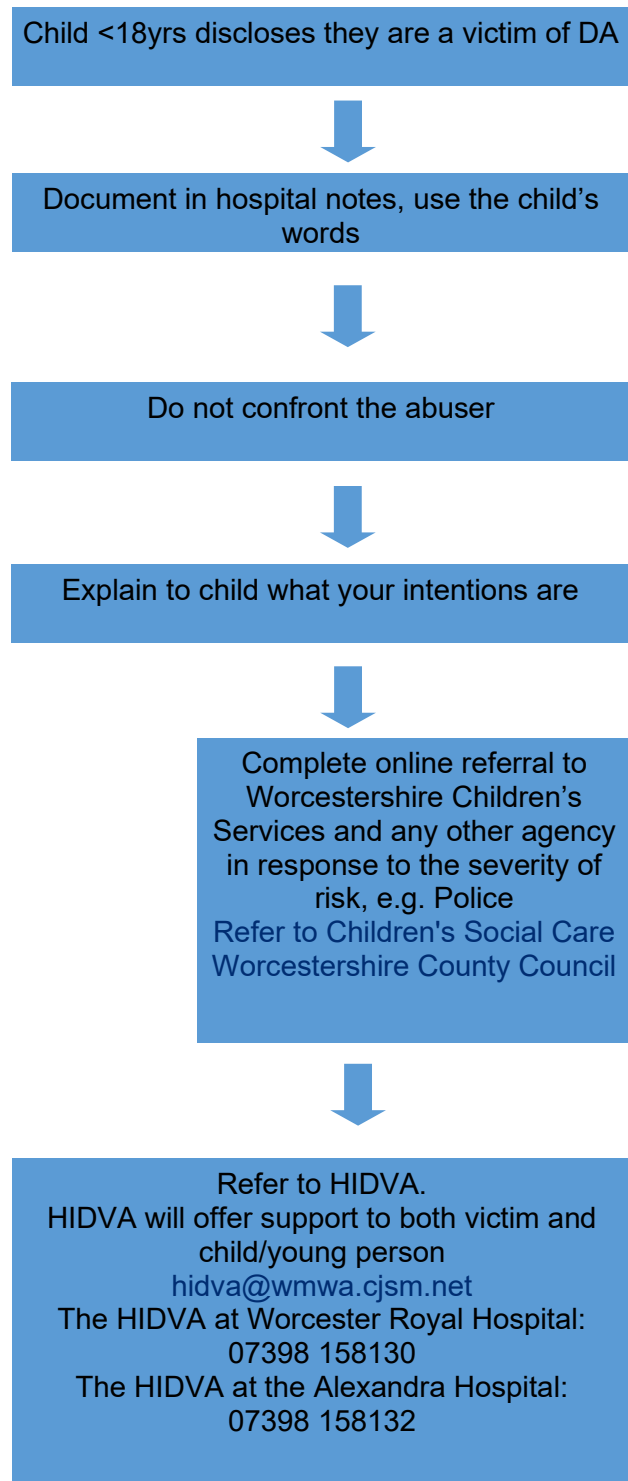 Child <18yrs discloses they are a victim of DA
Document in hospital notes, use the child’s
words
Do not confront the abuser
Explain to child what your intentions are
Complete online referral to
Worcestershire Children’s
Services and any other agency
in response to the severity of
risk, e.g. Police
Refer to Children's Social Care
Worcestershire County Council
Refer to HIDVA.
HIDVA will offer support to both victim and
child/young person
hidva@wmwa.cjsm.net
The HIDVA at Worcester Royal Hospital:
07398 158130
The HIDVA at the Alexandra Hospital:
07398 158132